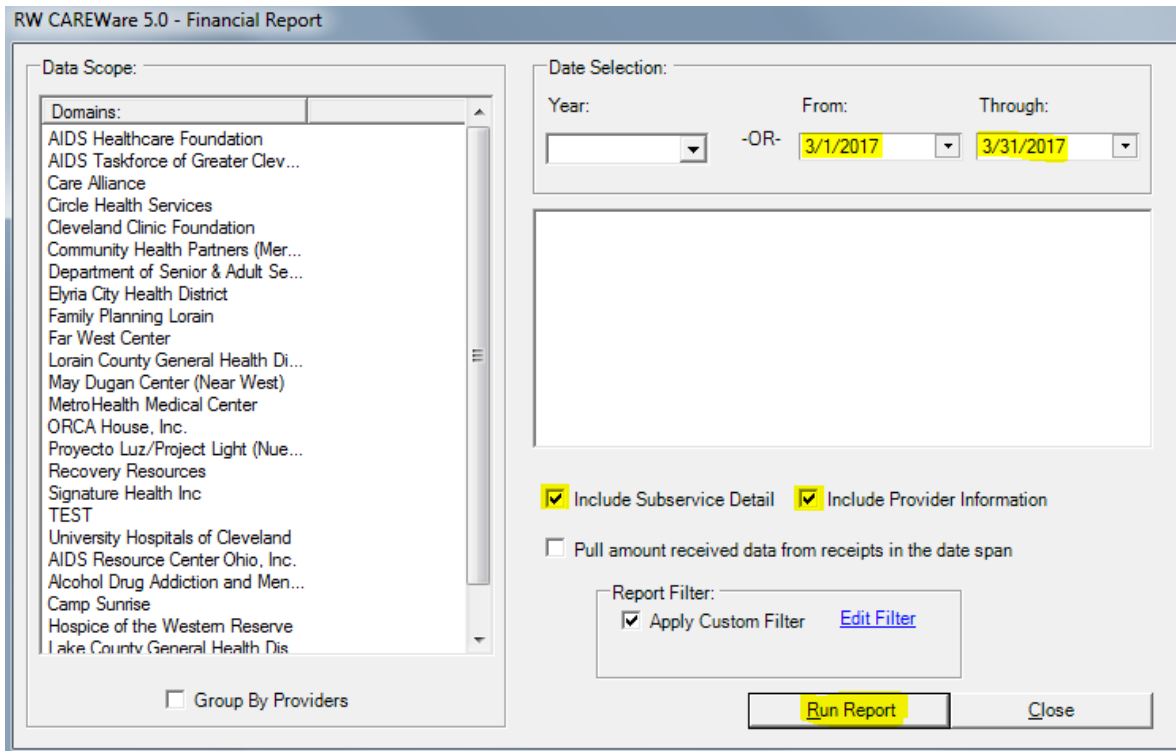 RW CAREWare 5.0 - Financial Report
Data Scope:
Domains:
AIDS Healthcare Foundation
AIDS Taskforce of Greater Clev...
Care Alliance
Circle Health Services
Cleveland Clinic Foundation
Community Health Partners (Mer...
Department of Senior & Adult Se...
Elyria City Health District
Family Planning Lorain
Far West Center
Lorain County General Health Di...
May Dugan Center (Near West)
MetroHealth Medical Center
ORCA House, Inc.
Proyecto Luz/Project Light (Nue...
Recovery Resources
Signature Health Inc
TEST
University Hospitals of Cleveland
AIDS Resource Center Ohio, Inc.
Alcohol Drug Addiction and Men...
Camp Sunrise
Hospice of the Western Reserve
Lake County General Health Dis
Group By Providers
Date Selection:
Year: From: Through:
-OR- 3/1/2017 3/31/2017
Include Subservice Detail Include Provider Information
Pull amount received data from receipts in the date span
Report Filter:
Apply Custom Filter Edit Filter
Run Report Close